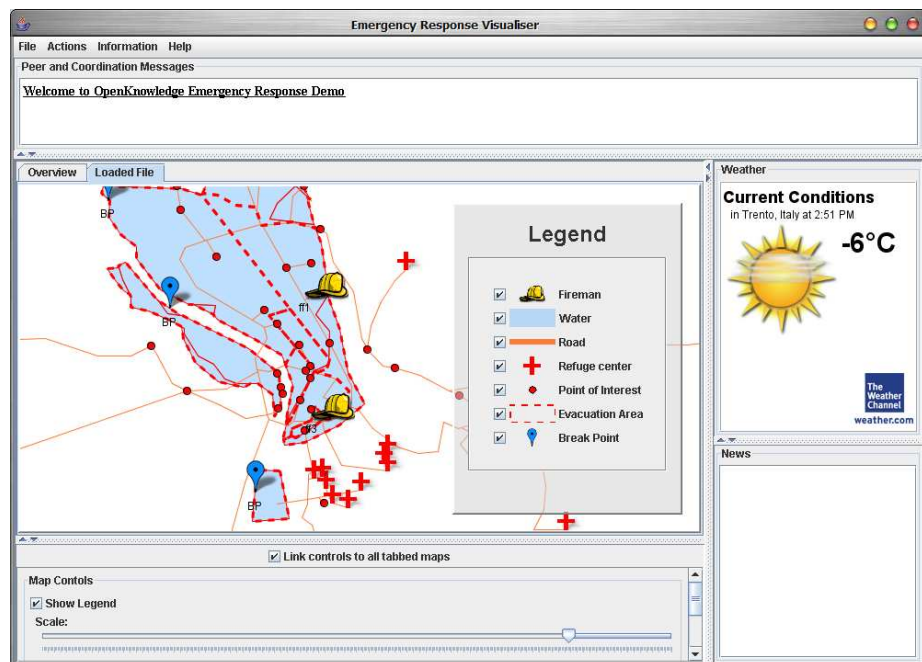 Emergency Response Visualiser
File Actions Information Help
Peer and Coordination Messages
Welcome to OpenKnowledge Emergency Response Demo
Overview Loaded File
BP
BP
ff1
ff3
BP
Legend
Fireman
Water
Road
Refuge center
Point of Interest
Evacuation Area
Break Point
Weather
Current Conditions
in Trento, Italy at 2:51 PM
-6°C
The
Weather
Channel
weather.com
News
Link controls to all tabbed maps
Map Contols
Show Legend
Scale: